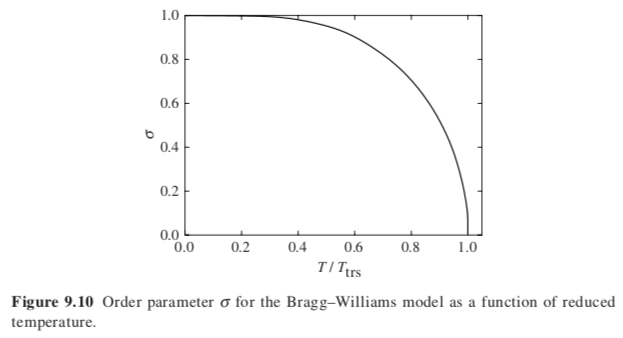 1.0
0.8
0.6
σ
0.4
0.2
0.0
0.0 0.2 0.4 0.6 0.8 1.0
T / Ttrs
Figure 9.10 Order parameter σ for the Bragg–Williams model as a function of reduced
temperature.